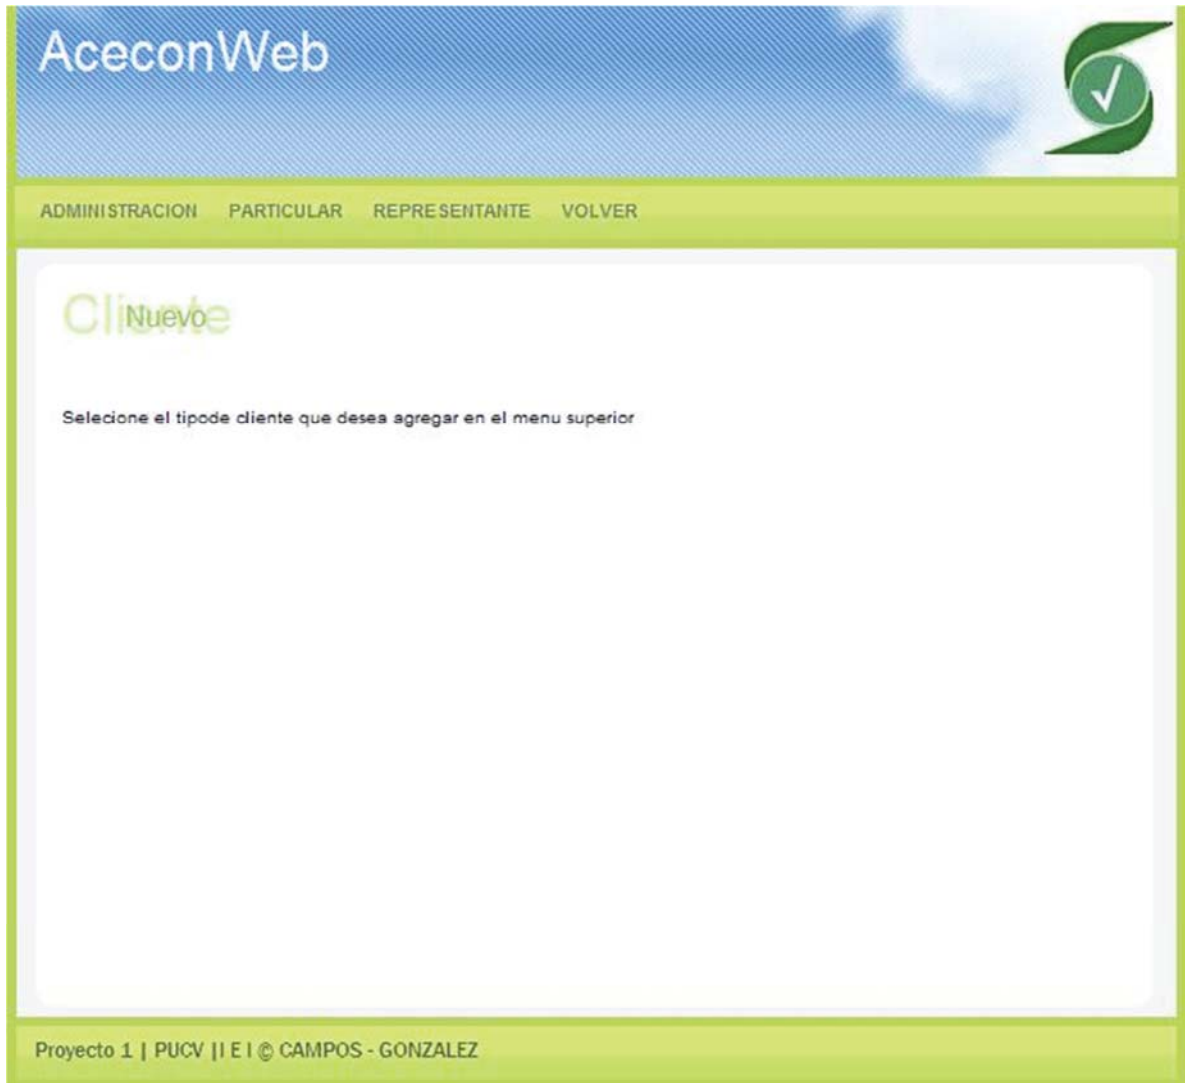 AceconWeb
ADMINISTRACION PARTICULAR REPRESENTANTE VOLVER
Cliente
Nuevo
Selecione el tipode cliente que desea agregar en el menu superior
Proyecto 1 | PUCV | I E I © CAMPOS - GONZALEZ